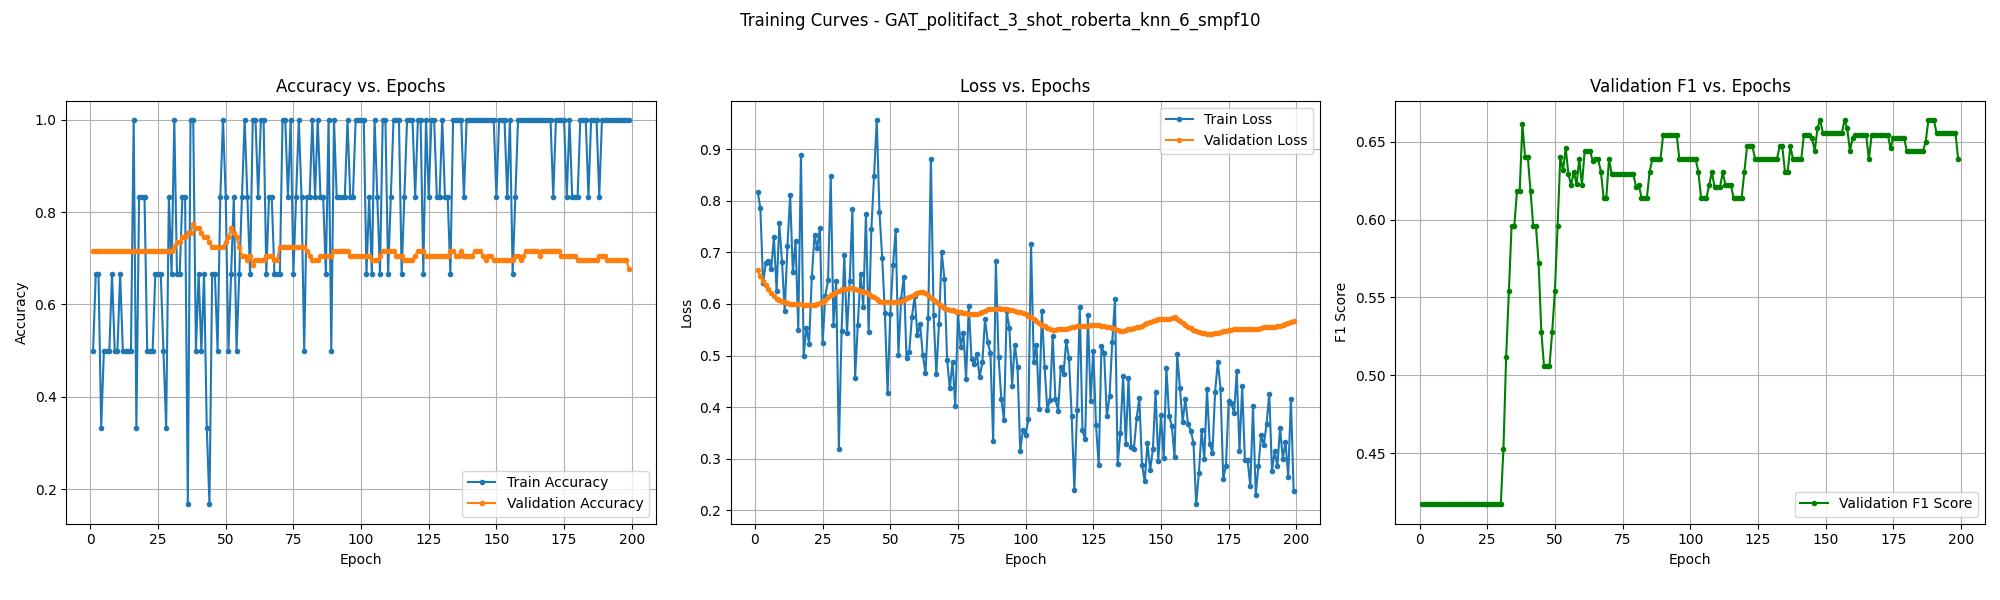 Training Curves - GAT_politifact_3_shot_roberta_knn_6_smpf10
Accuracy vs. Epochs
Accuracy
1.0
0.8
0.6
0.4
0.2
0 25 50 75 100 125 150 175 200
Epoch
Train Accuracy
Validation Accuracy
Loss vs. Epochs
Loss
0.9
0.8
0.7
0.6
0.5
0.4
0.3
0.2
0 25 50 75 100 125 150 175 200
Epoch
Train Loss
Validation Loss
Validation F1 vs. Epochs
F1 Score
0.65
0.60
0.55
0.50
0.45
0 25 50 75 100 125 150 175 200
Epoch
Validation F1 Score